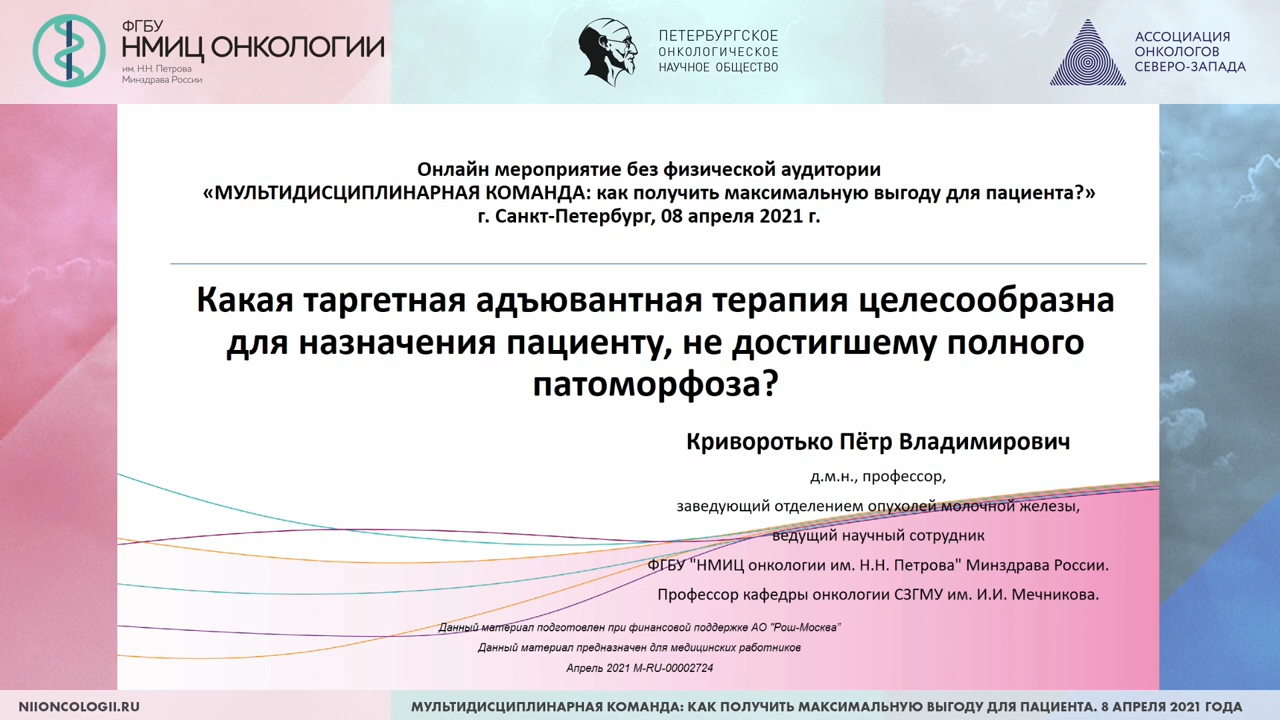 ФГБУ
НМИЦ ОНКОЛОГИИ
им. Н.Н. Петрова
Минздрава России
ПЕТЕРБУРГСКОЕ
ОНКОЛОГИЧЕСКОЕ
НАУЧНОЕ ОБЩЕСТВО
АССОЦИАЦИЯ
ОНКОЛОГОВ
СЕВЕРО-ЗАПАДА
Онлайн мероприятие без физической аудитории
«МУЛЬТИДИСЦИПЛИНАРНАЯ КОМАНДА: как получить максимальную выгоду для пациента?»
г. Санкт-Петербург, 08 апреля 2021 г.
Какая таргетная адъювантная терапия целесообразна
для назначения пациенту, не достигшему полного
патоморфоза?
Криворотько Пётр Владимирович
д.м.н., профессор,
заведующий отделением опухолей молочной железы,
ведущий научный сотрудник
ФГБУ "НМИЦ онкологии им. Н.Н. Петрова" Минздрава России.
Профессор кафедры онкологии СЗГМУ им. И.И. Мечникова.
Данный материал подготовлен при финансовой поддержке АО "Рош-Москва"
Данный материал предназначен для медицинских работников
Апрель 2021 M-RU-00002724
NIIONCOLOGII.RU
МУЛЬТИДИСЦИПЛИНАРНАЯ КОМАНДА: КАК ПОЛУЧИТЬ МАКСИМАЛЬНУЮ ВЫГОДУ ДЛЯ ПАЦИЕНТА. 8 АПРЕЛЯ 2021 ГОДА